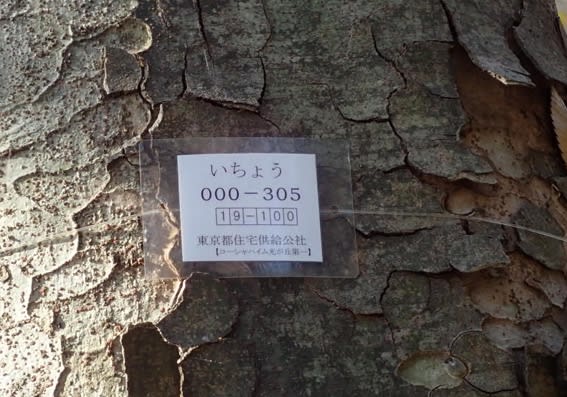 いちょう
000-305
19-100
東京都住宅供給公社
【コーシャハイム光が丘第一】